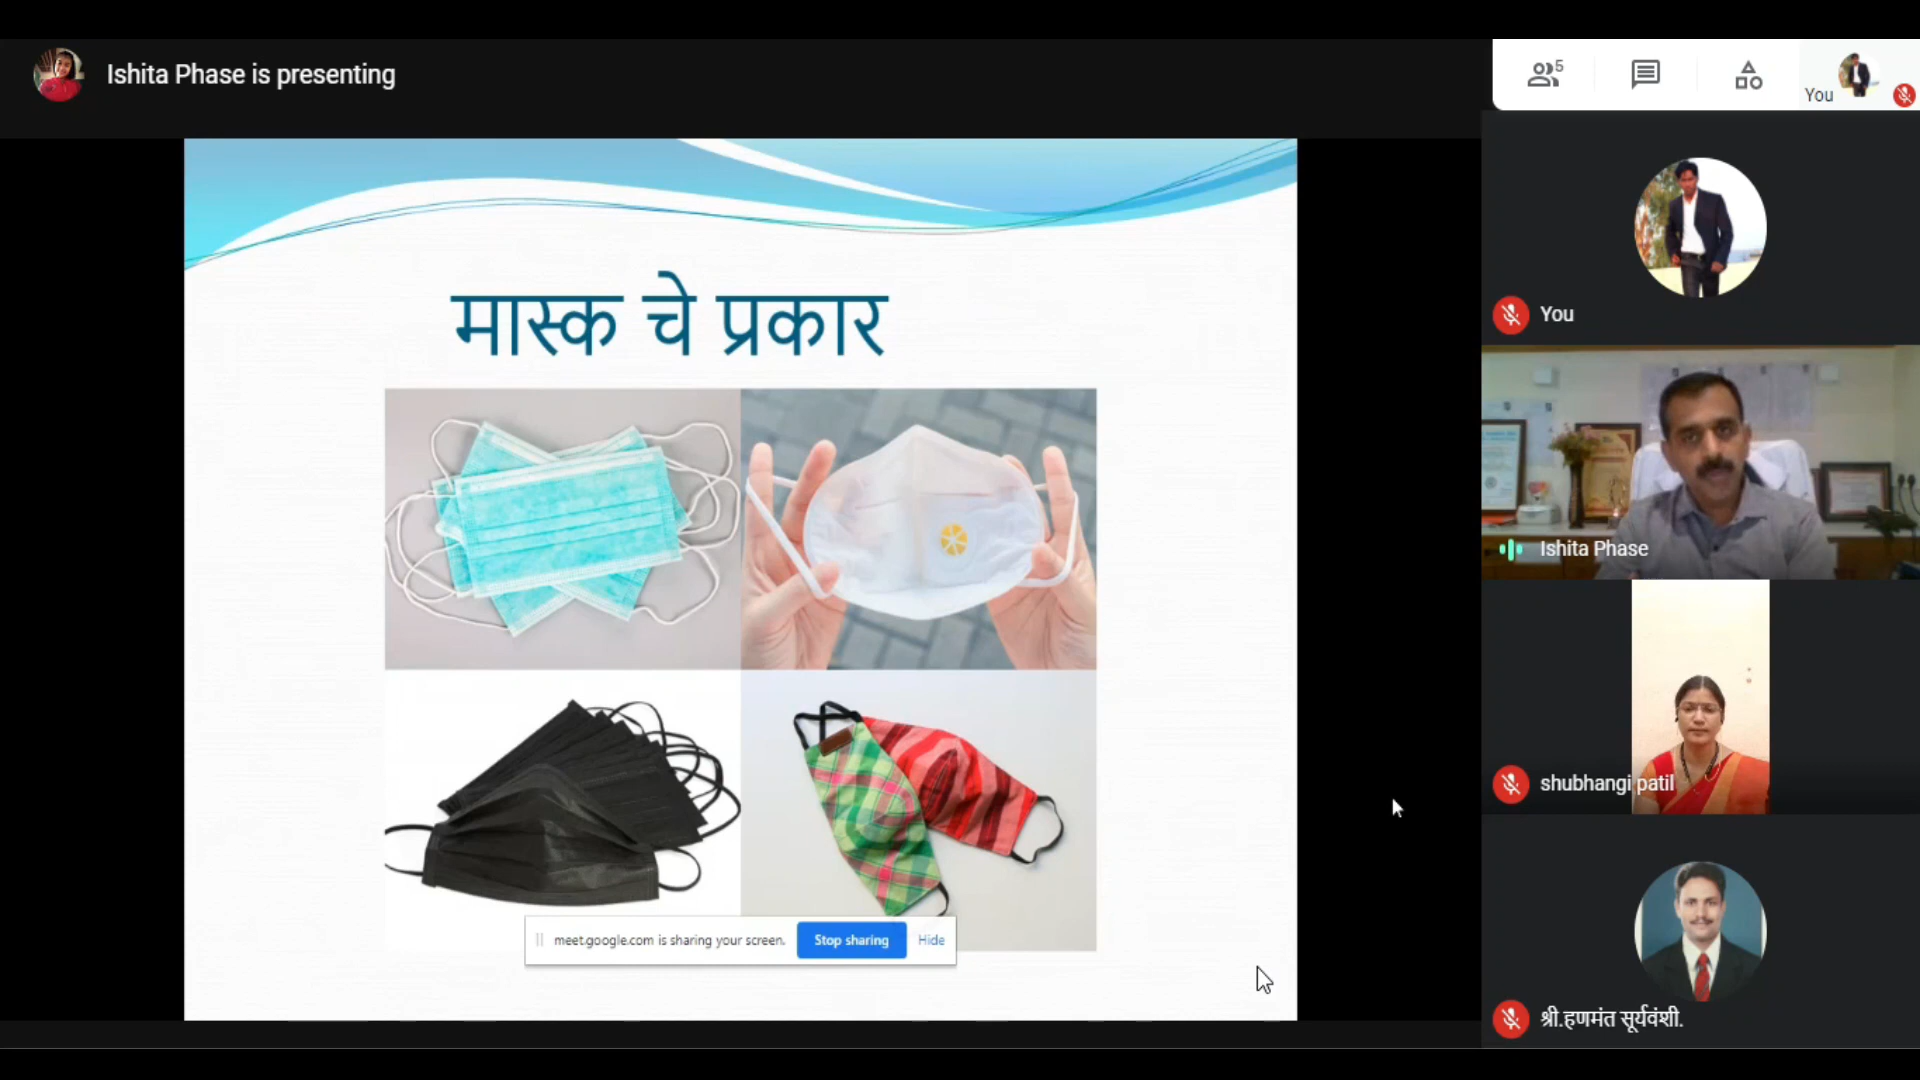 Ishita Phase is presenting
5
You
मास्क चे प्रकार
You
Ishita Phase
shubhangi patil
श्री.हणमंत सूर्यवंशी.
meet.google.com is sharing your screen.
Stop sharing
Hide